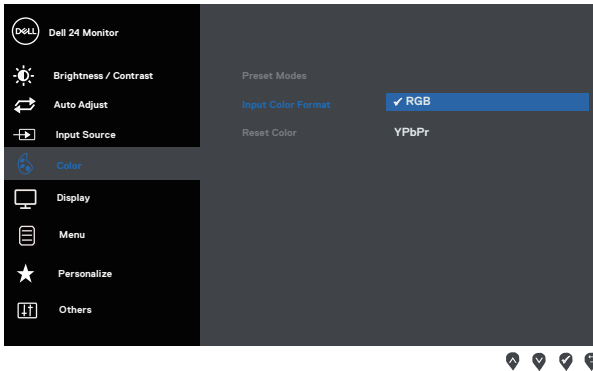 DELL Dell 24 Monitor
Brightness / Contrast
Auto Adjust
Input Source
Color
Display
Menu
Personalize
Others
Preset Modes
Input Color Format
Reset Color
✓ RGB
YPbPr